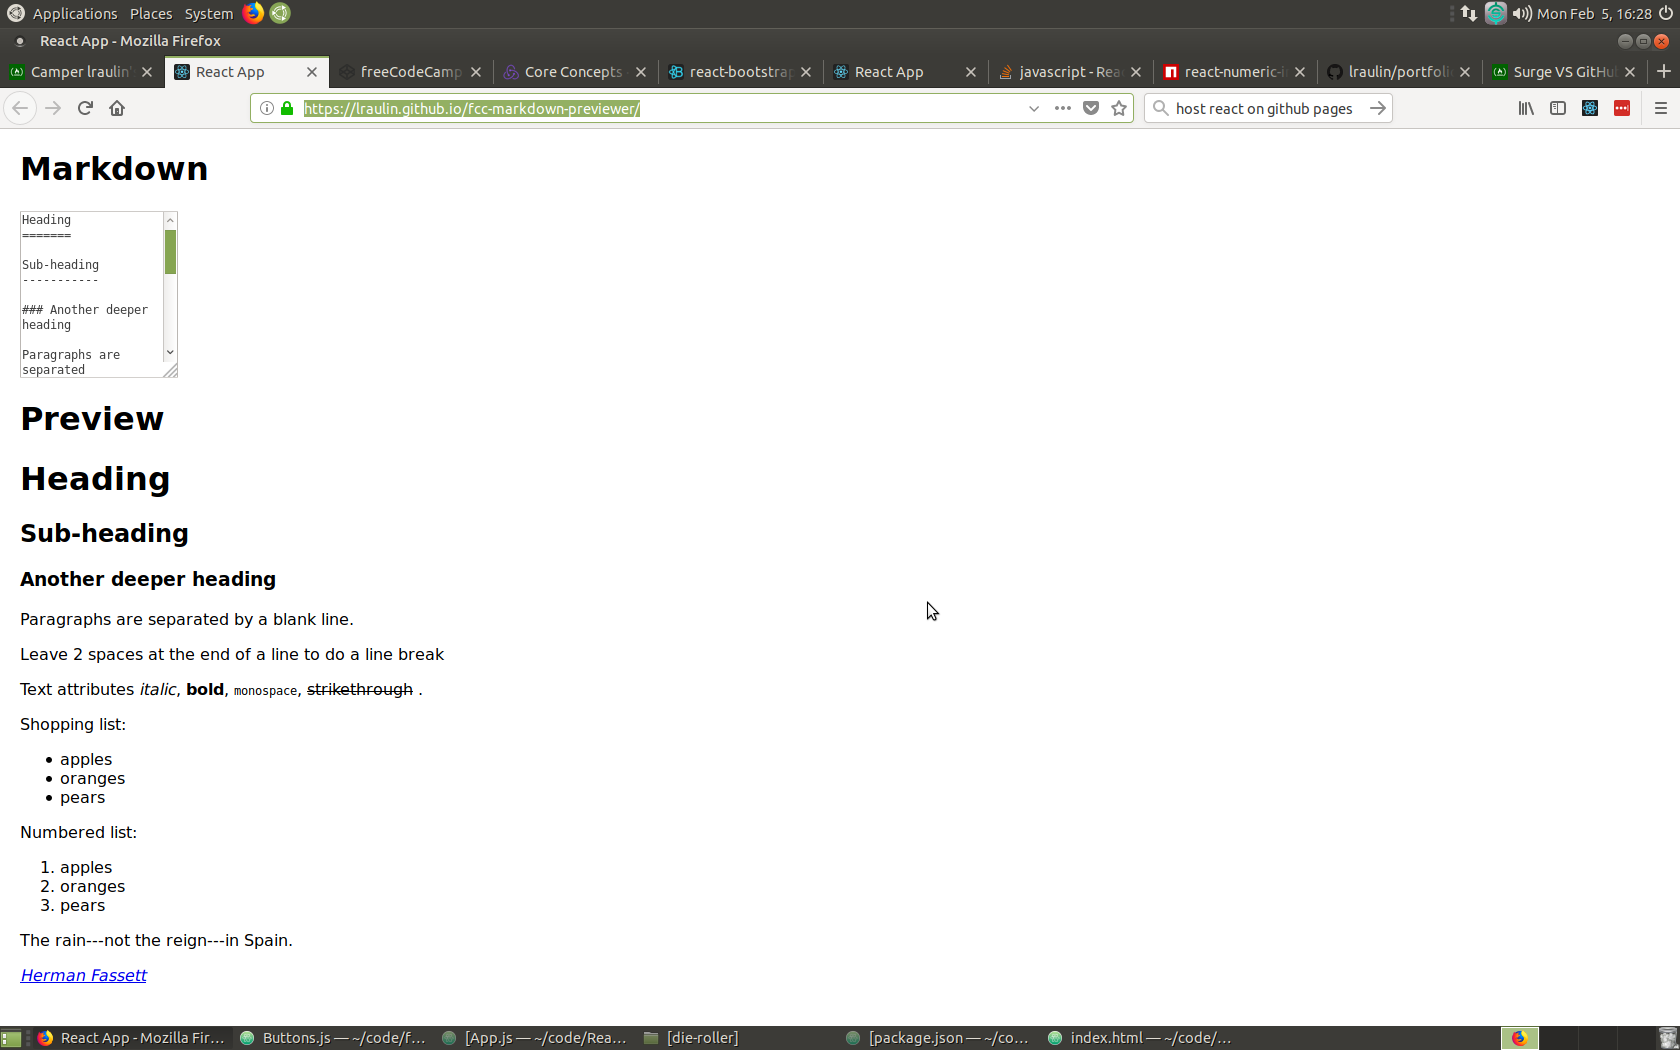 Applications Places System
Mon Feb 5, 16:28
React App - Mozilla Firefox
Camper lraulin'
React App
freeCodeCamp
Core Concepts
react-bootstrap
React App
javascript - Rea
react-numeric-i
lraulin/portfoli
Surge VS GitHu
https://lraulin.github.io/fcc-markdown-previewer/
host react on github pages
Markdown
Heading
=======
Sub-heading
-----------
### Another deeper
heading
Paragraphs are
separated
Preview
Heading
Sub-heading
Another deeper heading
Paragraphs are separated by a blank line.
Leave 2 spaces at the end of a line to do a line break
Text attributes italic, bold, monospace, strikethrough .
Shopping list:
• apples
• oranges
• pears
Numbered list:
1. apples
2. oranges
3. pears
The rain---not the reign---in Spain.
Herman Fassett
React App - Mozilla Fir...
Buttons.js — ~/code/f...
[App.js — ~/code/Rea...
[die-roller]
[package.json — ~/co...
index.html — ~/code/...